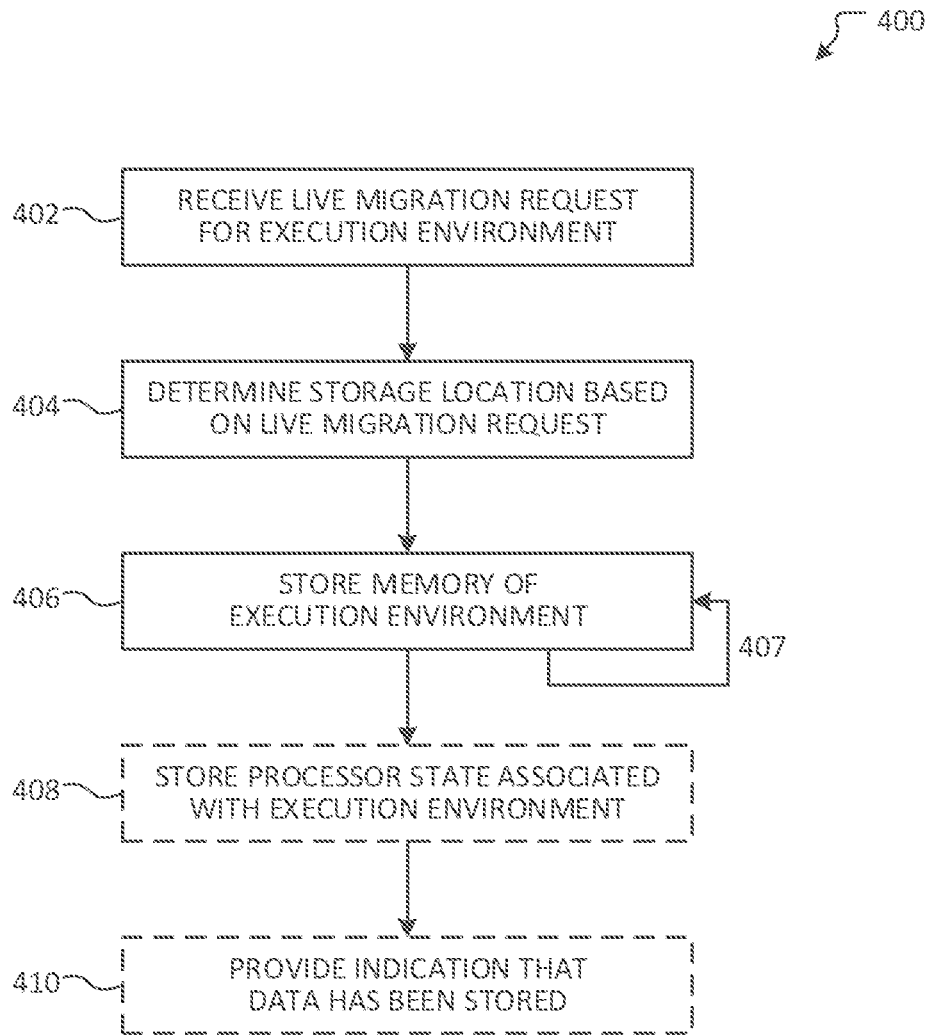 400
402
RECEIVE LIVE MIGRATION REQUEST
FOR EXECUTION ENVIRONMENT
404
DETERMINE STORAGE LOCATION BASED
ON LIVE MIGRATION REQUEST
406
STORE MEMORY OF
EXECUTION ENVIRONMENT
407
408
STORE PROCESSOR STATE ASSOCIATED
WITH EXECUTION ENVIRONMENT
410
PROVIDE INDICATION THAT
DATA HAS BEEN STORED